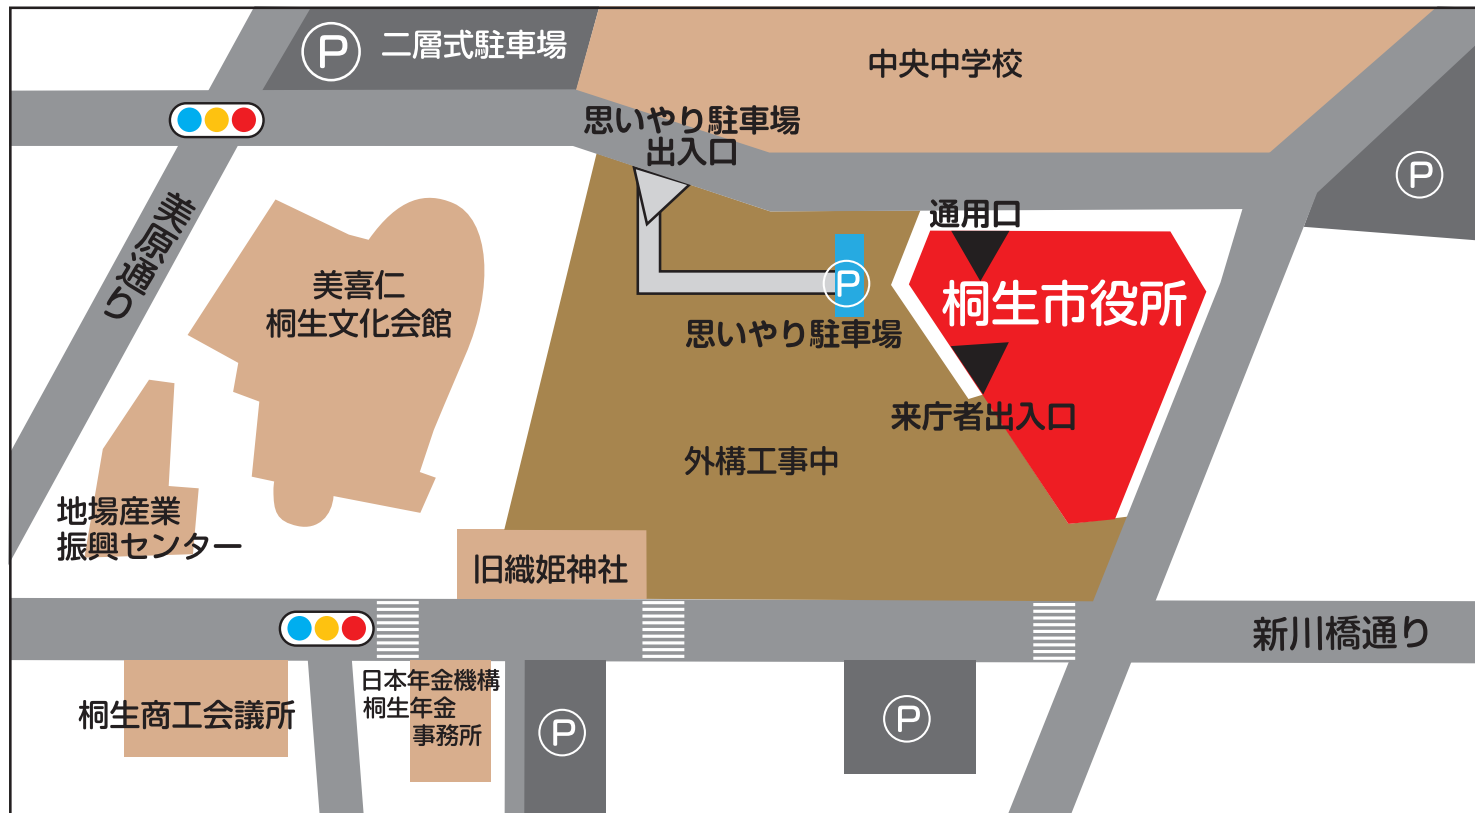 P
二層式駐車場
中央中学校
思いやり駐車場
出入口
P
美原通り
通用口
美喜仁
桐生文化会館
P
桐生市役所
思いやり駐車場
来庁者出入口
外構工事中
地場産業
振興センター
旧織姫神社
新川橋通り
桐生商工会議所
日本年金機構
桐生年金
事務所
P
P